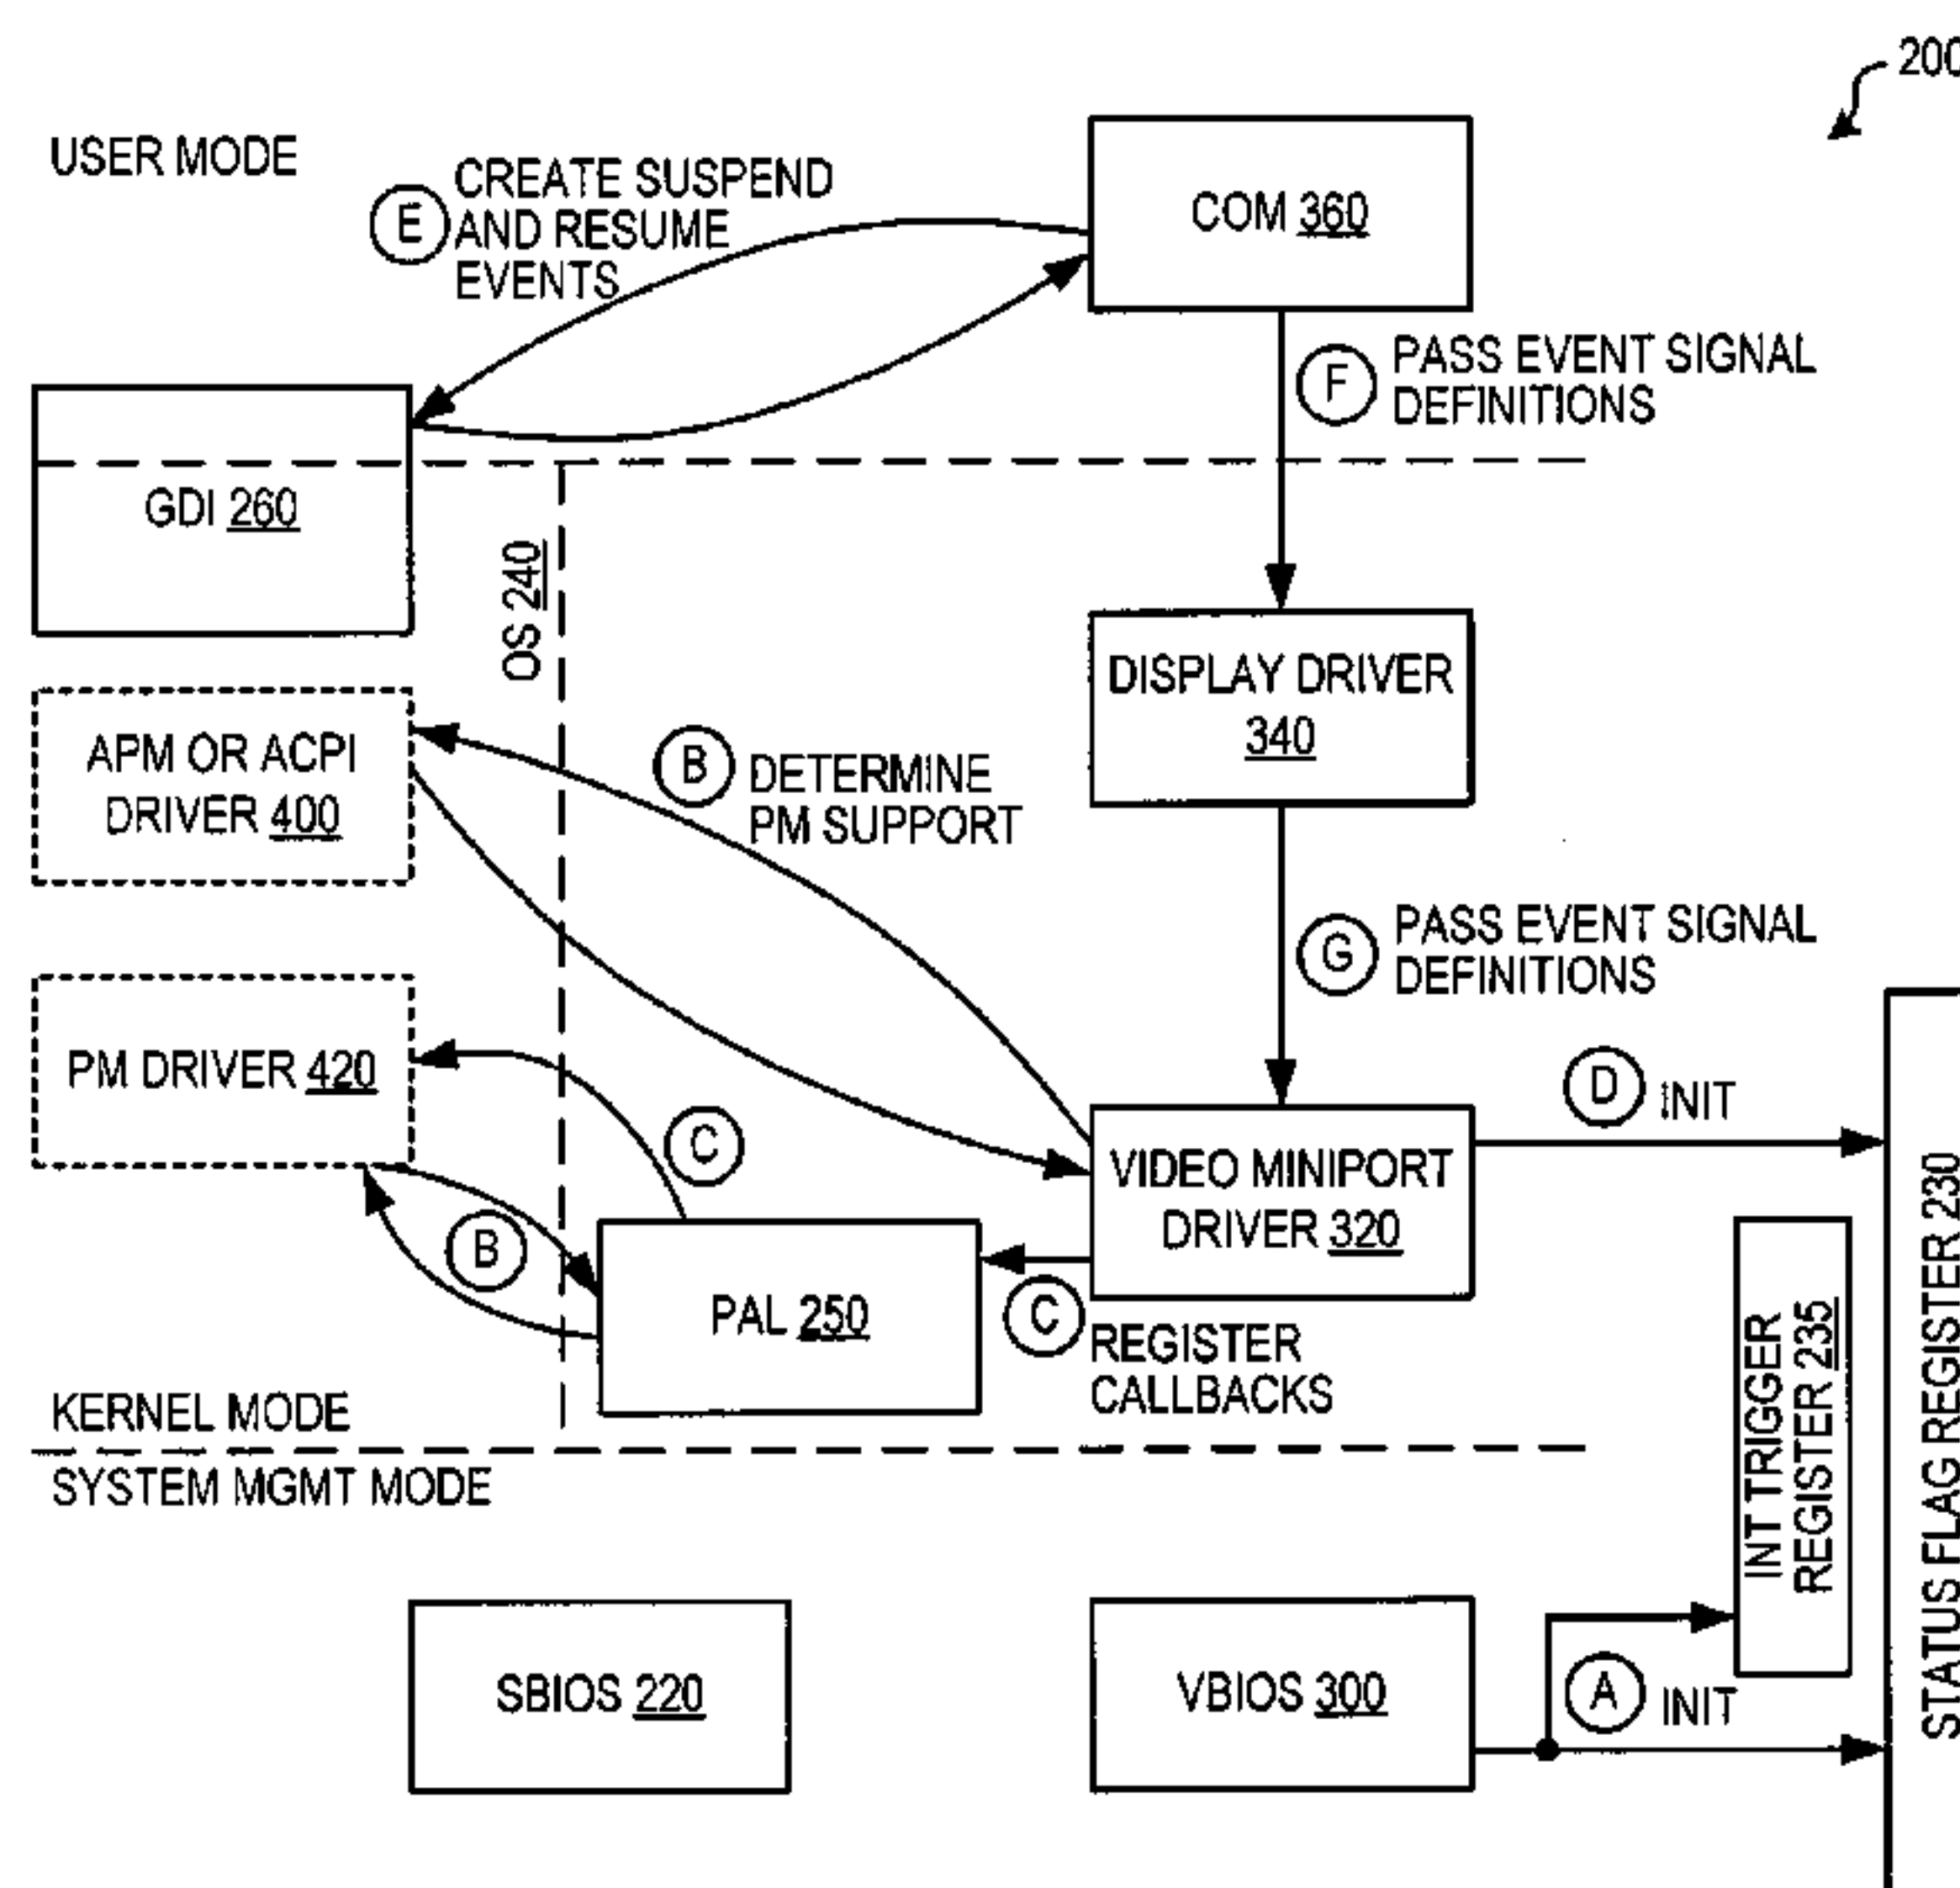 200
USER MODE
E
CREATE SUSPEND
AND RESUME
EVENTS
COM 360
F
PASS EVENT SIGNAL
DEFINITIONS
GDI 260
OS 240
DISPLAY DRIVER
340
APM OR ACPI
DRIVER 400
B
DETERMINE
PM SUPPORT
G
PASS EVENT SIGNAL
DEFINITIONS
PM DRIVER 420
C
D
INIT
VIDEO MINIPORT
DRIVER 320
B
PAL 250
C
REGISTER
CALLBACKS
INT TRIGGER
REGISTER 235
STATUS FLAG REGISTER 230
KERNEL MODE
SYSTEM MGMT MODE
SBIOS 220
VBIOS 300
A
INIT